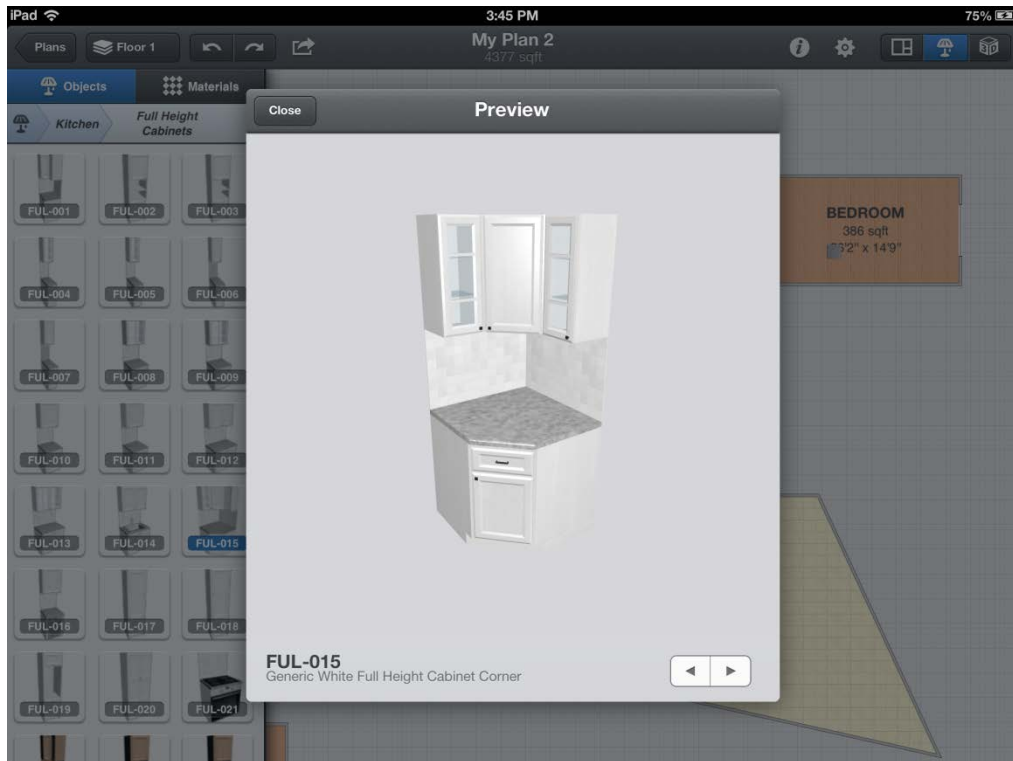 iPad
3:45 PM
75%
Plans
Floor 1
My Plan 2
4377 sqft
Objects
Materials
Kitchen
Full Height
Cabinets
Close
Preview
FUL-001
FUL-002
FUL-003
FUL-004
FUL-005
FUL-006
FUL-007
FUL-008
FUL-009
FUL-010
FUL-011
FUL-012
FUL-013
FUL-014
FUL-015
FUL-016
FUL-017
FUL-018
FUL-019
FUL-020
FUL-021
FUL-015
Generic White Full Height Cabinet Corner
BEDROOM
386 sqft
x 14'9"